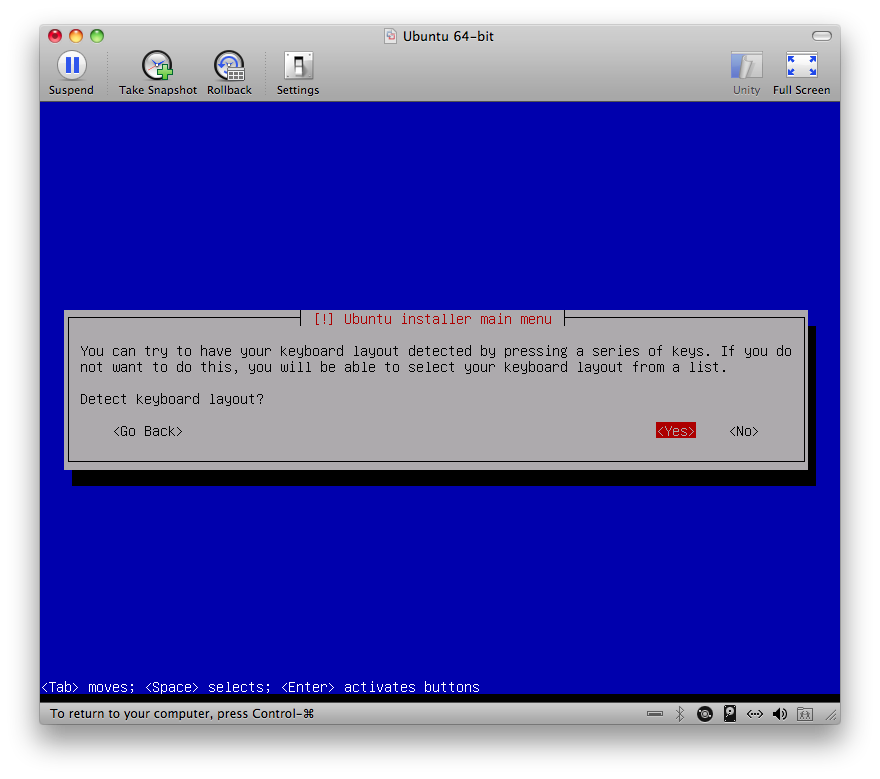 Ubuntu 64-bit
Suspend Take Snapshot Rollback Settings Unity Full Screen
[!] Ubuntu installer main menu
You can try to have your keyboard layout detected by pressing a series of keys. If you do
not want to do this, you will be able to select your keyboard layout from a list.
Detect keyboard layout?
<Go Back> <Yes> <No>
<Tab> moves; <Space> selects; <Enter> activates buttons
To return to your computer, press Control-⌘